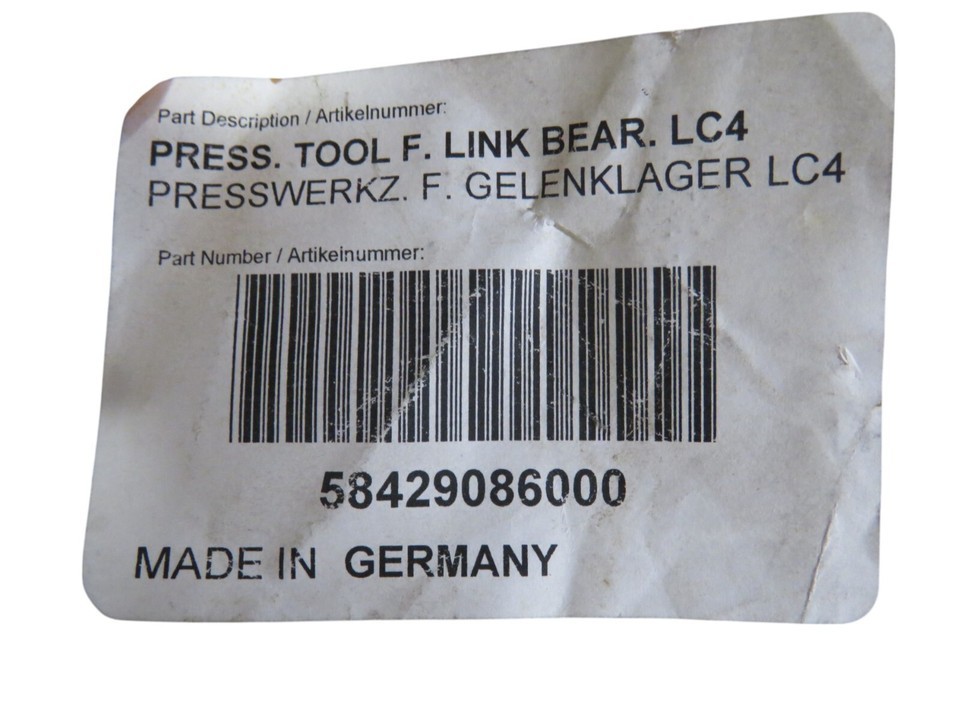 Part Description / Artikelnummer:
PRESS. TOOL F. LINK BEAR. LC4
PRESSWERKZ. F. GELENKLAGER LC4
Part Number / Artikelnummer:
58429086000
MADE IN GERMANY